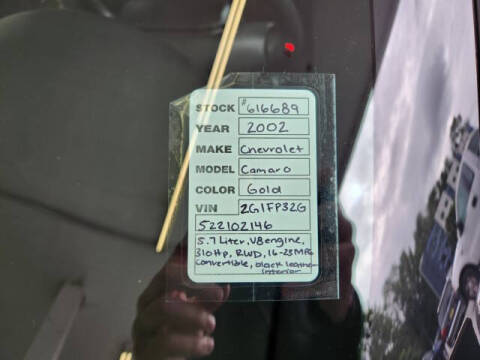 STOCK #616689
YEAR 2002
MAKE Chevrolet
MODEL Camaro
COLOR Gold
VIN 2G1FP32G
522102146
5.7 Liter, V8 engine,
310Hp, RWD, 16-23MPG
convertible, black leather
interior